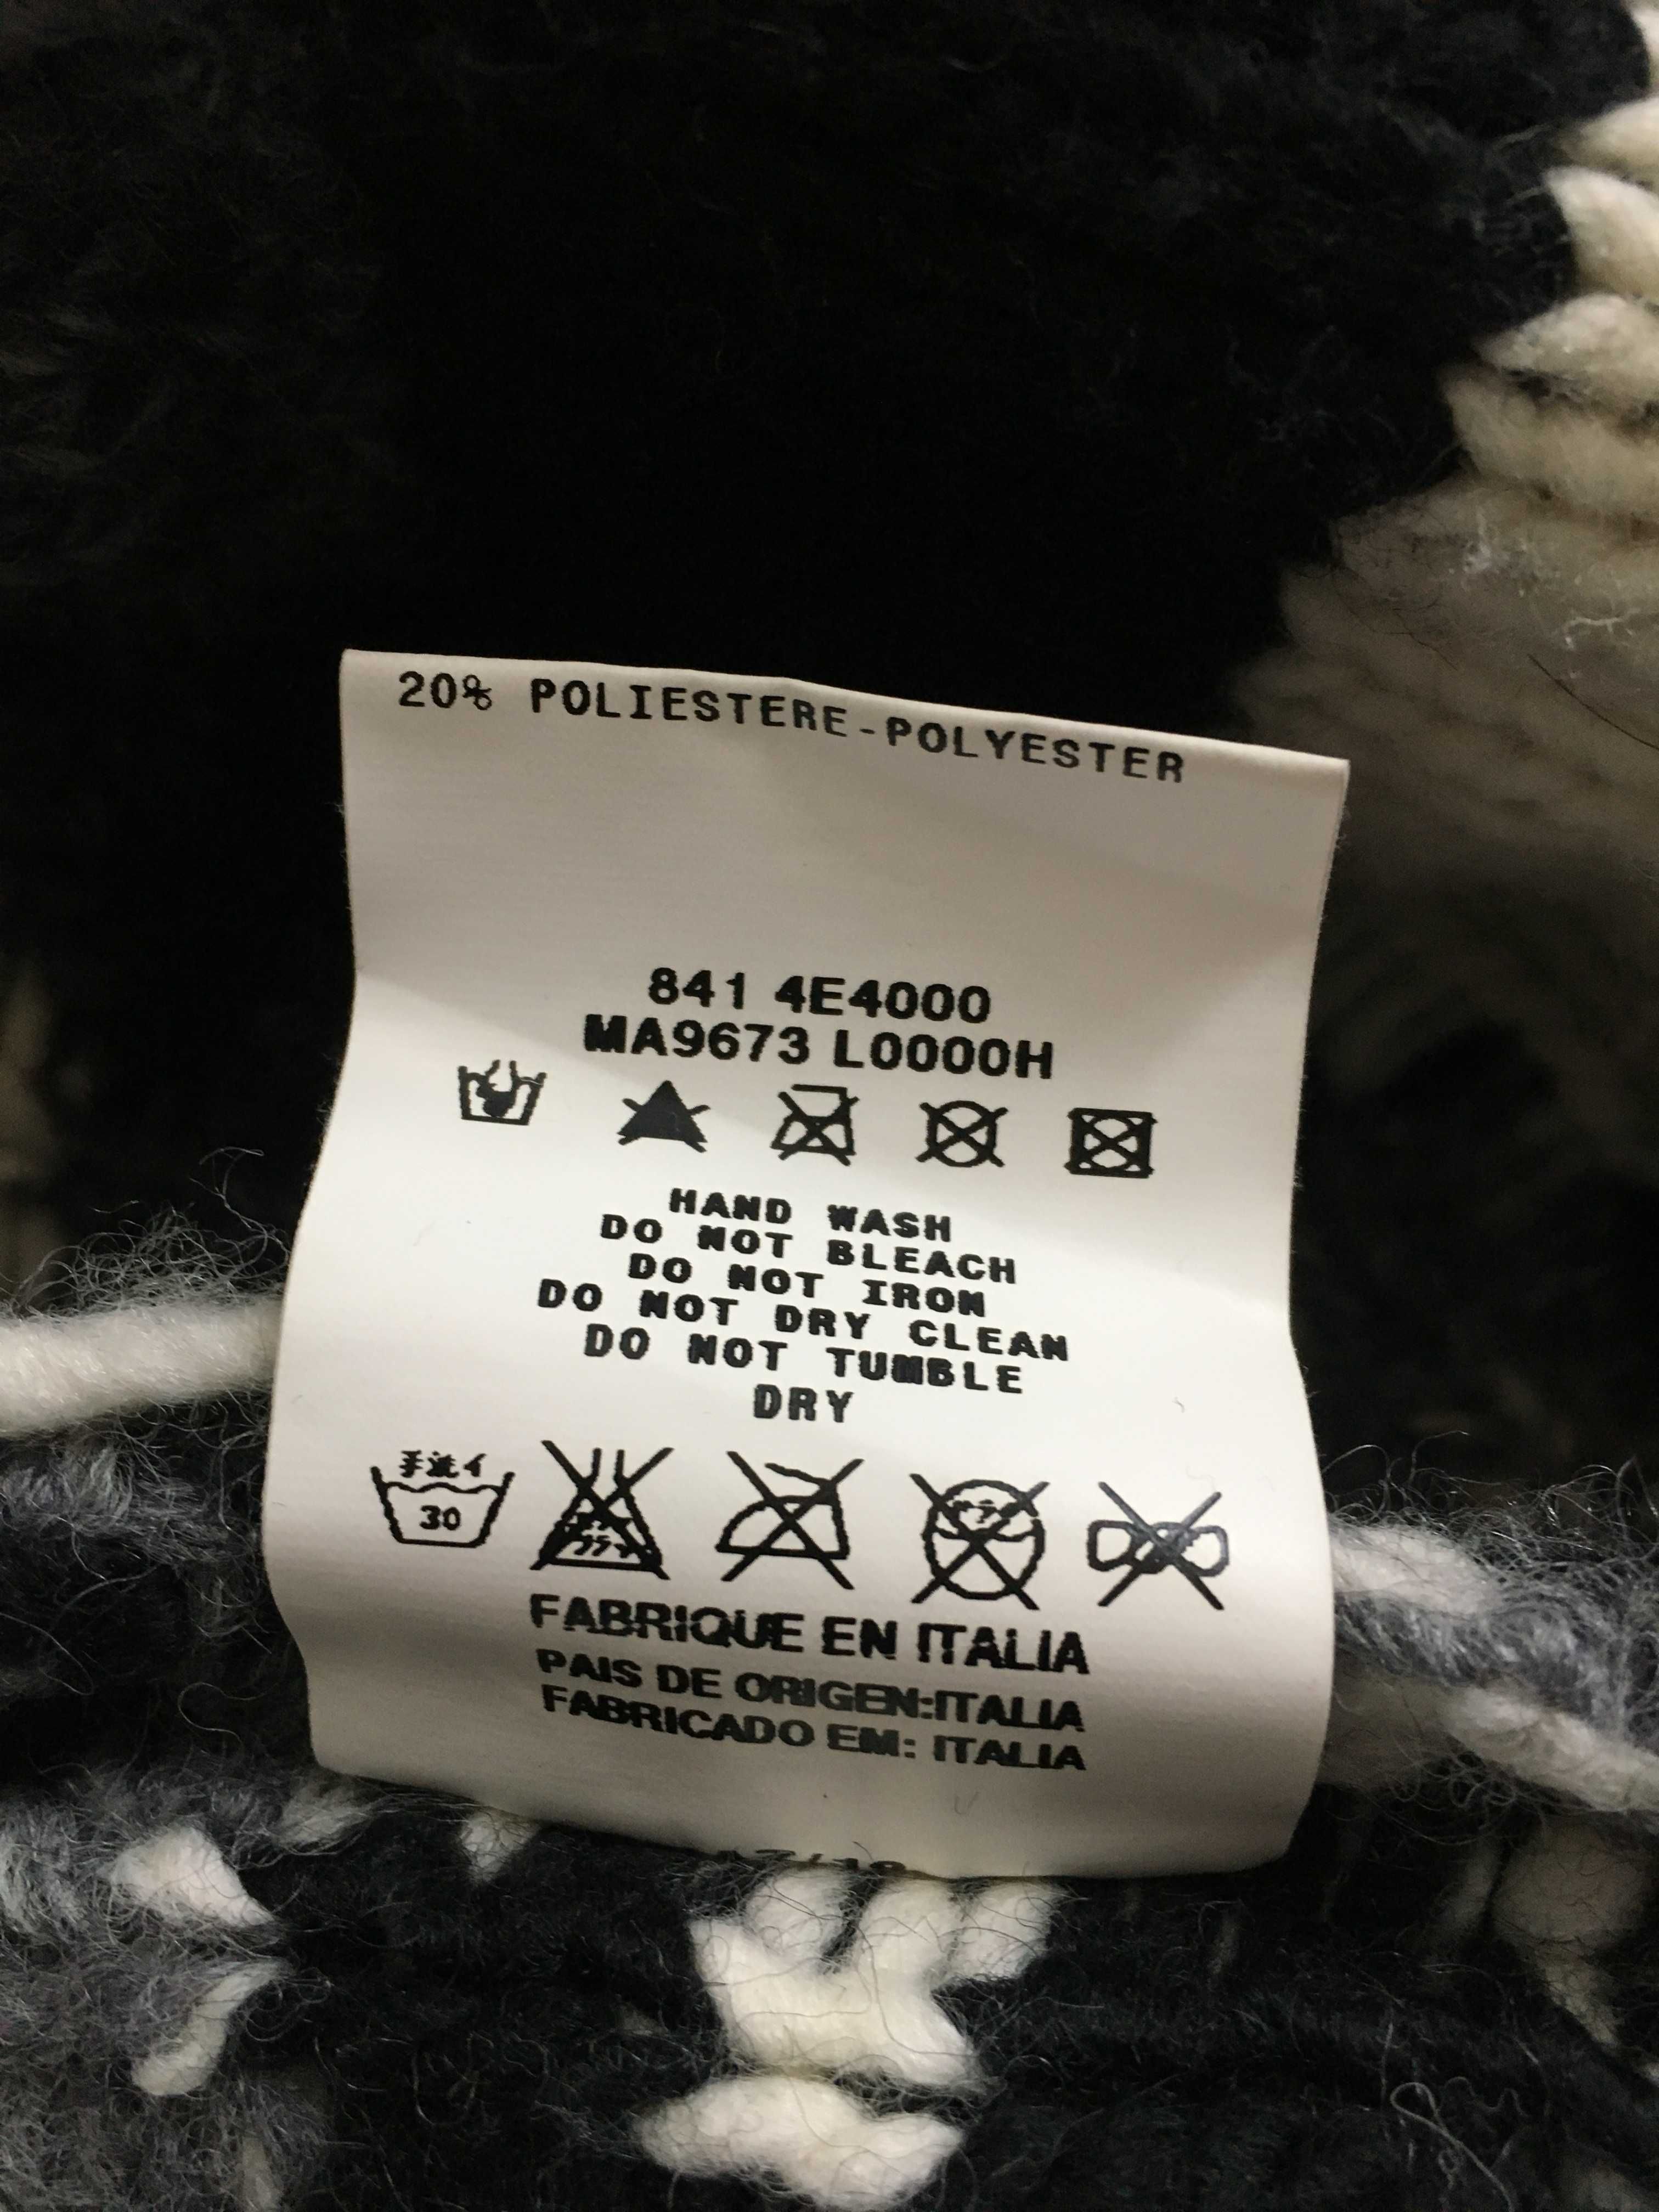 20% POLIESTERE-POLYESTER
841 4E4000
MA9673 L0000H
HAND WASH
DO NOT BLEACH
DO NOT IRON
DO NOT DRY CLEAN
DO NOT TUMBLE
DRY
手洗イ
30
FABRIQUE EN ITALIA
PAIS DE ORIGEN:ITALIA
FABRICADO EM: ITALIA